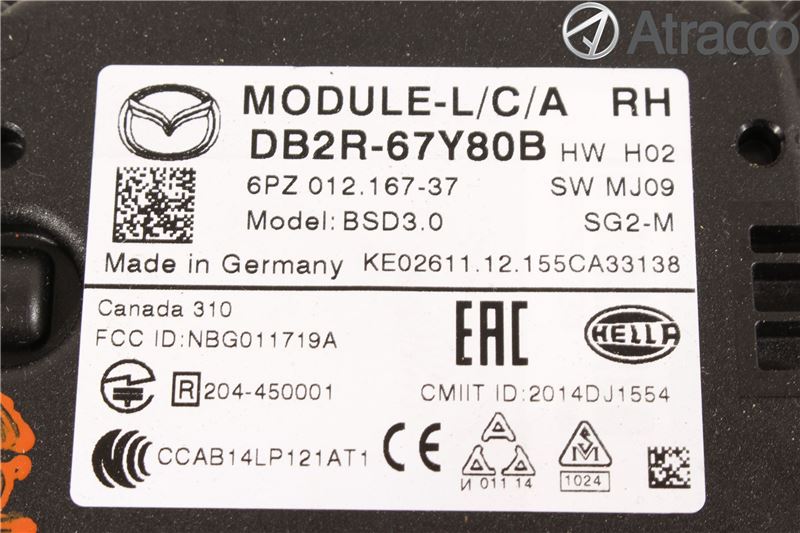 Atracco
MODULE-L/C/A RH
DB2R-67Y80B HW H02
6PZ 012.167-37 SW MJ09
Model: BSD3.0 SG2-M
Made in Germany KE02611.12.155CA33138
Canada 310
FCC ID:NBG011719A
EAC
HELLA
R 204-450001
CMIIT ID:2014DJ1554
CCC
CCAB14LP121AT1
CE
И 011 14
SM
1024